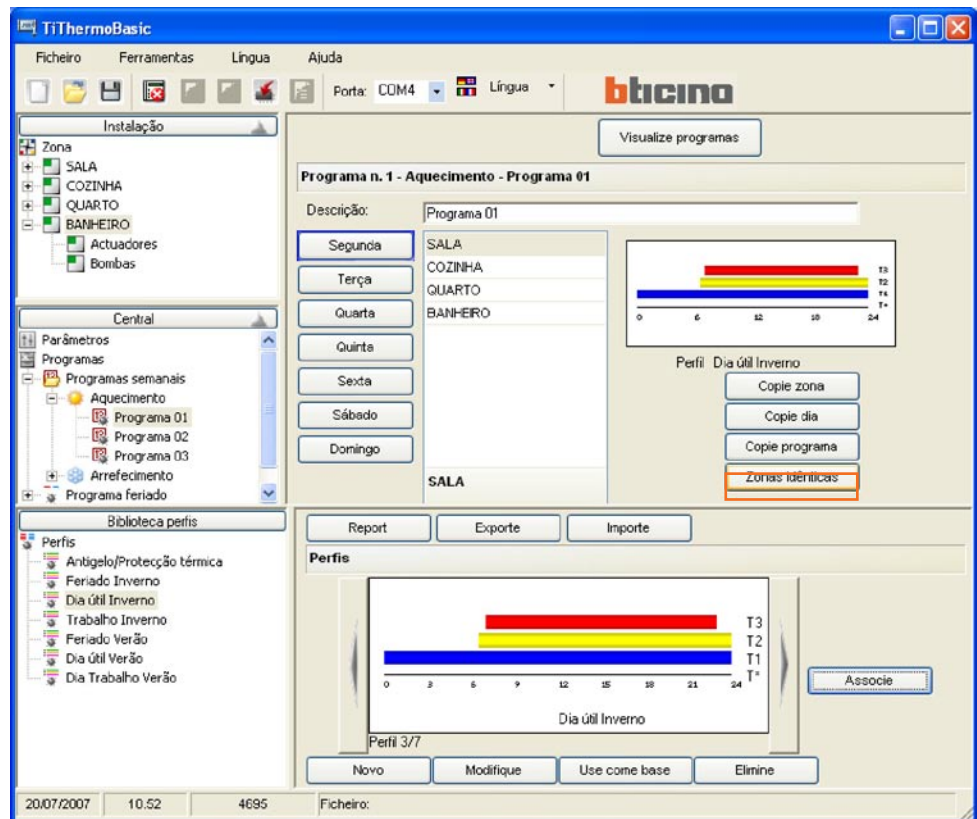 TiThermoBasic
Ficheiro Ferramentas Lingua Ajuda
Porta: COM4 Língua bticino
Instalação
Zona
SALA
COZINHA
QUARTO
BANHEIRO
Actuadores
Bombas
Central
Parâmetros
Programas
Programas semanais
Aquecimento
Programa 01
Programa 02
Programa 03
Arrefecimento
Programa feriado
Biblioteca perfis
Perfis
Antigelo/Protecção térmica
Feriado Inverno
Dia útil Inverno
Trabalho Inverno
Feriado Verão
Dia útil Verão
Dia Trabalho Verão
Visualize programas
Programa n. 1 - Aquecimento - Programa 01
Descrição: Programa 01
Segunda
Terça
Quarta
Quinta
Sexta
Sábado
Domingo
SALA
COZINHA
QUARTO
BANHEIRO
SALA
T3
T2
T1
T*
0 6 12 18 24
Perfil Dia útil Inverno
Copie zona
Copie dia
Copie programa
Zonas idênticas
Report Exporte Importe
Perfis
T3
T2
T1
T*
0 3 6 9 12 15 18 21 24
Dia útil Inverno
Perfil 3/7
Associe
Novo Modifique Use come base Elimine
20/07/2007 10.52 4695 Ficheiro: